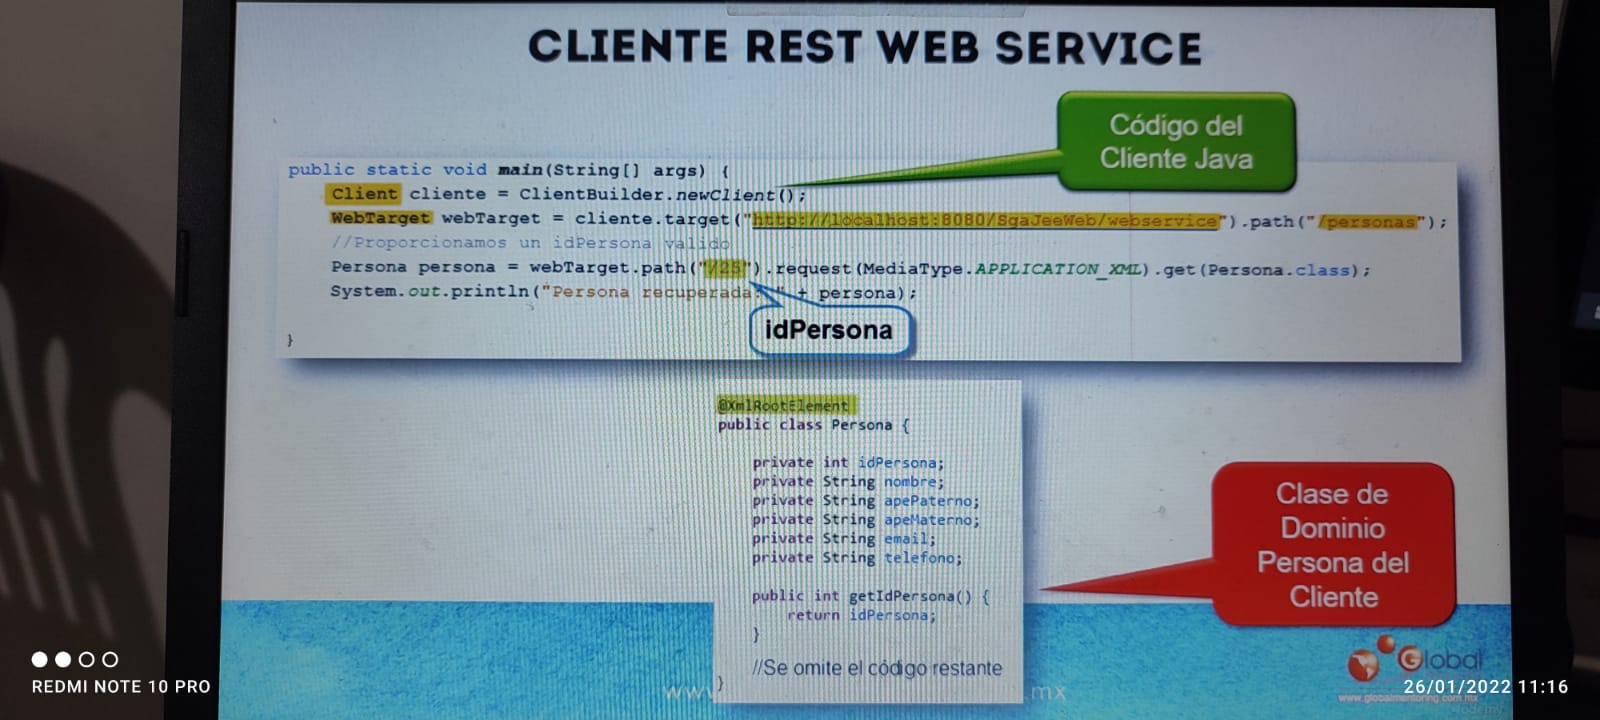 CLIENTE REST WEB SERVICE
Código del
Cliente Java
public static void main(String[] args) {
Client cliente = ClientBuilder.newClient();
WebTarget webTarget = cliente.target("http://localhost:8080/SgaJeeWeb/webservice").path("/personas");
//Proporcionamos un idPersona valido
Persona persona = webTarget.path("/25").request(MediaType.APPLICATION_XML).get(Persona.class);
System.out.println("Persona recuperada: " + persona);
idPersona
}
@XmlRootElement
public class Persona {
private int idPersona;
private String nombre;
private String apePaterno;
private String apeMaterno;
private String email;
private String telefono;
public int getIdPersona() {
return idPersona;
}
//Se omite el código restante
}
Clase de
Dominio
Persona del
Cliente
Global
www.globalmentoring.com.mx
www
.mx
REDMI NOTE 10 PRO
26/01/2022 11:16